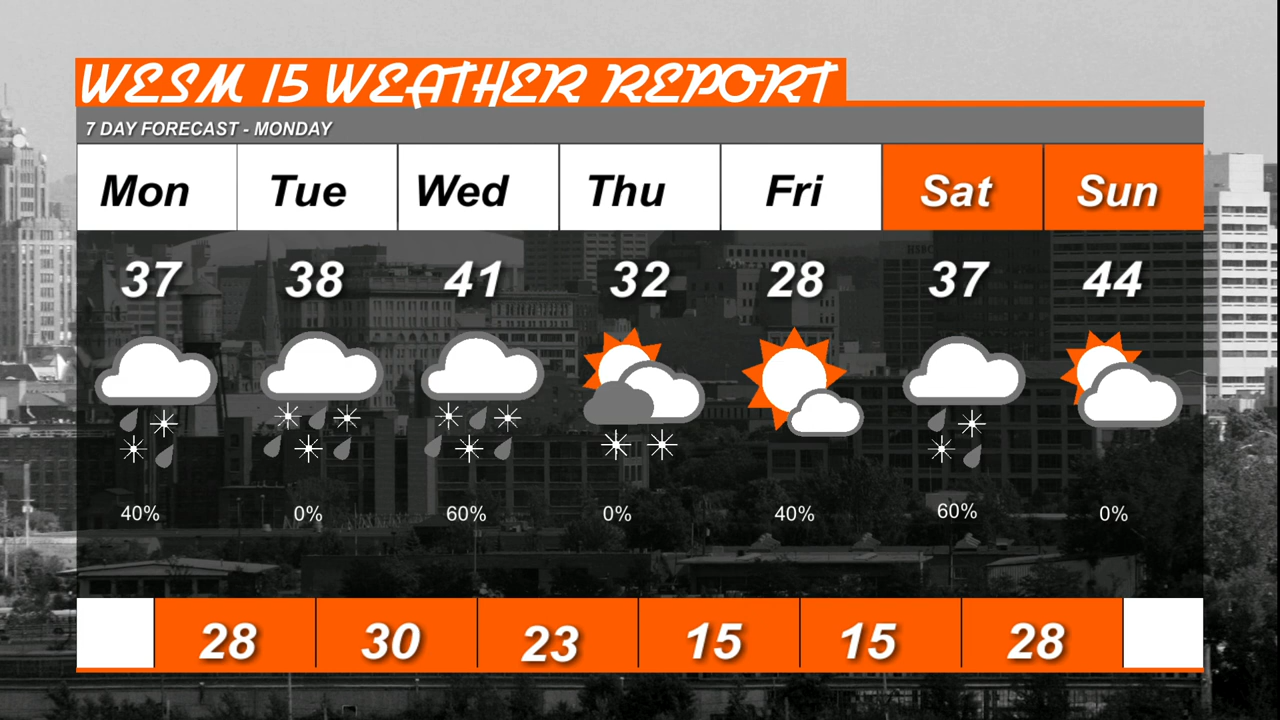 WESM 15 WEATHER REPORT
7 DAY FORECAST - MONDAY
Mon Tue Wed Thu Fri Sat Sun
37 38 41 32 28 37 44
40% 0% 60% 0% 40% 60% 0%
28 30 23 15 15 28